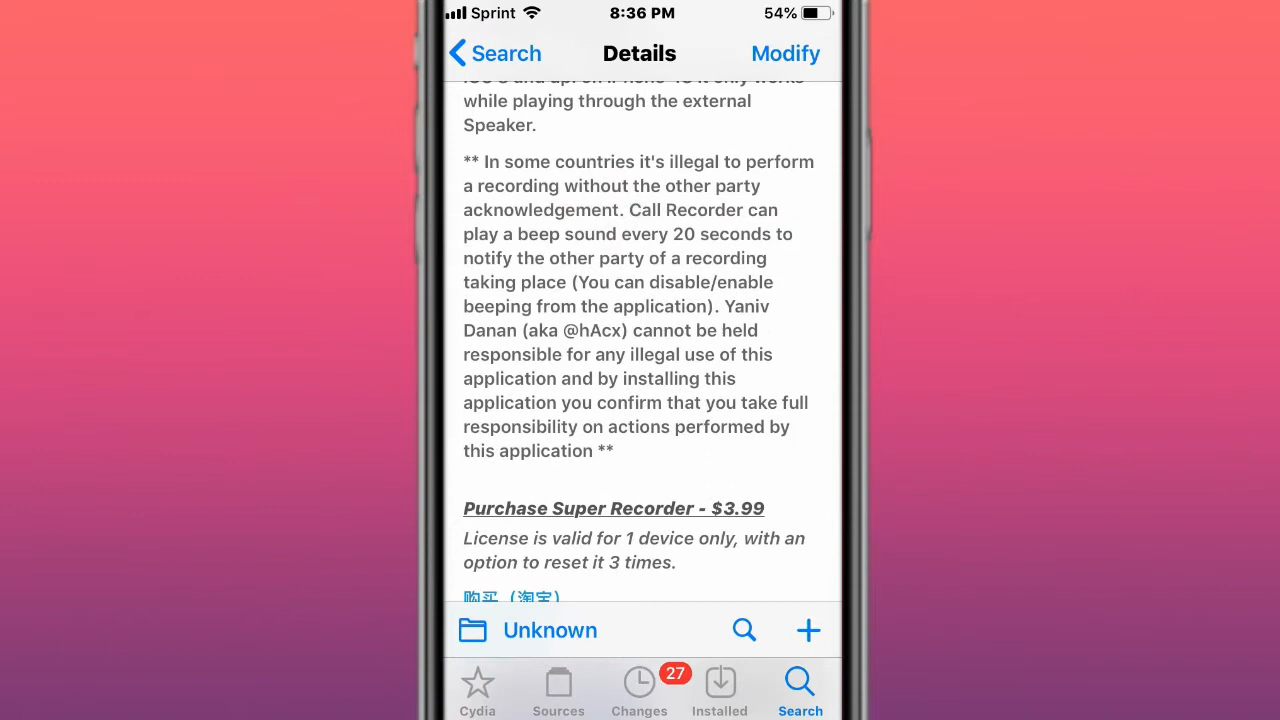 Sprint 8:36 PM 54%
Search Details Modify
while playing through the external
Speaker.
** In some countries it's illegal to perform
a recording without the other party
acknowledgement. Call Recorder can
play a beep sound every 20 seconds to
notify the other party of a recording
taking place (You can disable/enable
beeping from the application). Yaniv
Danan (aka @hAcx) cannot be held
responsible for any illegal use of this
application and by installing this
application you confirm that you take full
responsibility on actions performed by
this application **
Purchase Super Recorder - $3.99
License is valid for 1 device only, with an
option to reset it 3 times.
购买（淘宝）
Unknown
27
Cydia Sources Changes Installed Search